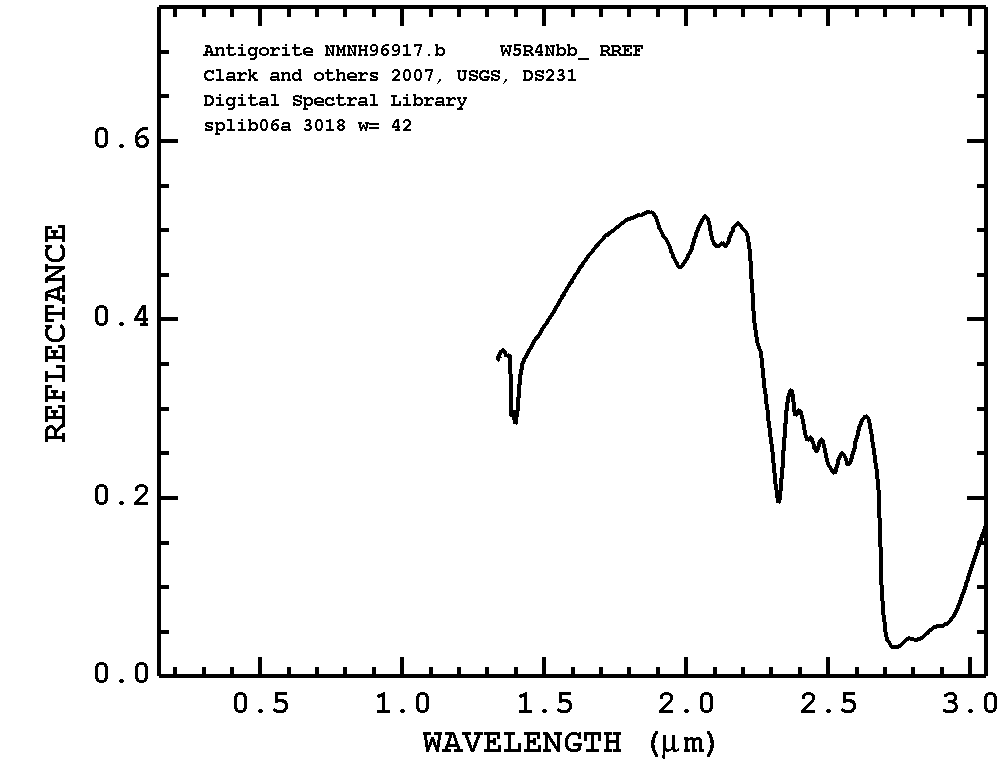 Antigorite NMNH96917.b W5R4Nbb_ RREF
Clark and others 2007, USGS, DS231
Digital Spectral Library
splib06a 3018 w= 42
0.6
0.4
0.2
0.0
REFLECTANCE
0.5 1.0 1.5 2.0 2.5 3.0
WAVELENGTH (μm)